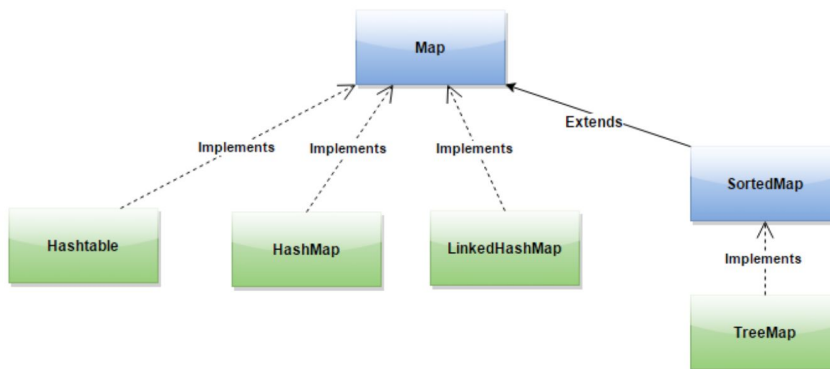 Map
Extends
Implements
Implements
Implements
SortedMap
Hashtable
HashMap
LinkedHashMap
Implements
TreeMap